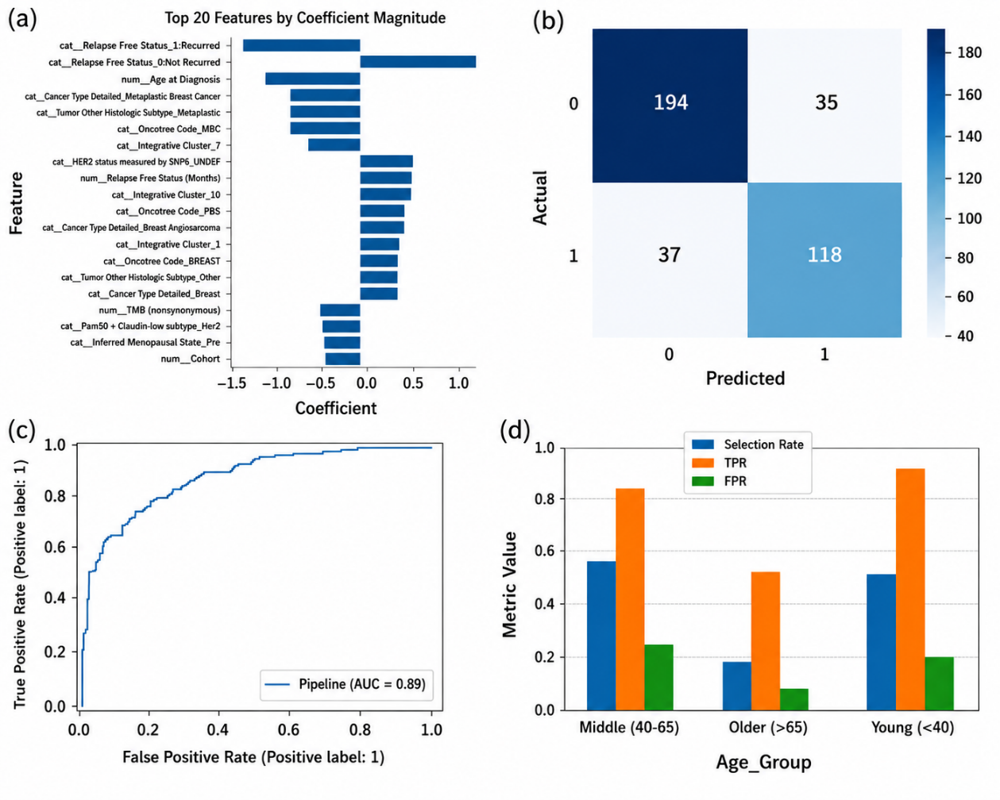 (a)
Top 20 Features by Coefficient Magnitude
Feature
cat__Relapse Free Status_1:Recurred
cat__Relapse Free Status_0:Not Recurred
num__Age at Diagnosis
cat__Cancer Type Detailed_Metaplastic Breast Cancer
cat__Tumor Other Histologic Subtype_Metaplastic
cat__Oncotree Code_MBC
cat__Integrative Cluster_7
cat__HER2 status measured by SNP6_UNDEF
num__Relapse Free Status (Months)
cat__Integrative Cluster_10
cat__Oncotree Code_PBS
cat__Cancer Type Detailed_Breast Angiosarcoma
cat__Integrative Cluster_1
cat__Oncotree Code_BREAST
cat__Tumor Other Histologic Subtype_Other
cat__Cancer Type Detailed_Breast
num__TMB (nonsynonymous)
cat__Pam50 + Claudin-low subtype_Her2
cat__Inferred Menopausal State_Pre
num__Cohort
−1.5 −1.0 −0.5 0.0 0.5 1.0
Coefficient
(b)
Actual
0 194 35
1 37 118
0 1
Predicted
180
160
140
120
100
80
60
40
(c)
True Positive Rate (Positive label: 1)
1.0
0.8
0.6
0.4
0.2
0.0
Pipeline (AUC = 0.89)
0.0 0.2 0.4 0.6 0.8 1.0
False Positive Rate (Positive label: 1)
(d)
Selection Rate
TPR
FPR
Metric Value
1.0
0.8
0.6
0.4
0.2
0.0
Middle (40-65) Older (>65) Young (<40)
Age_Group